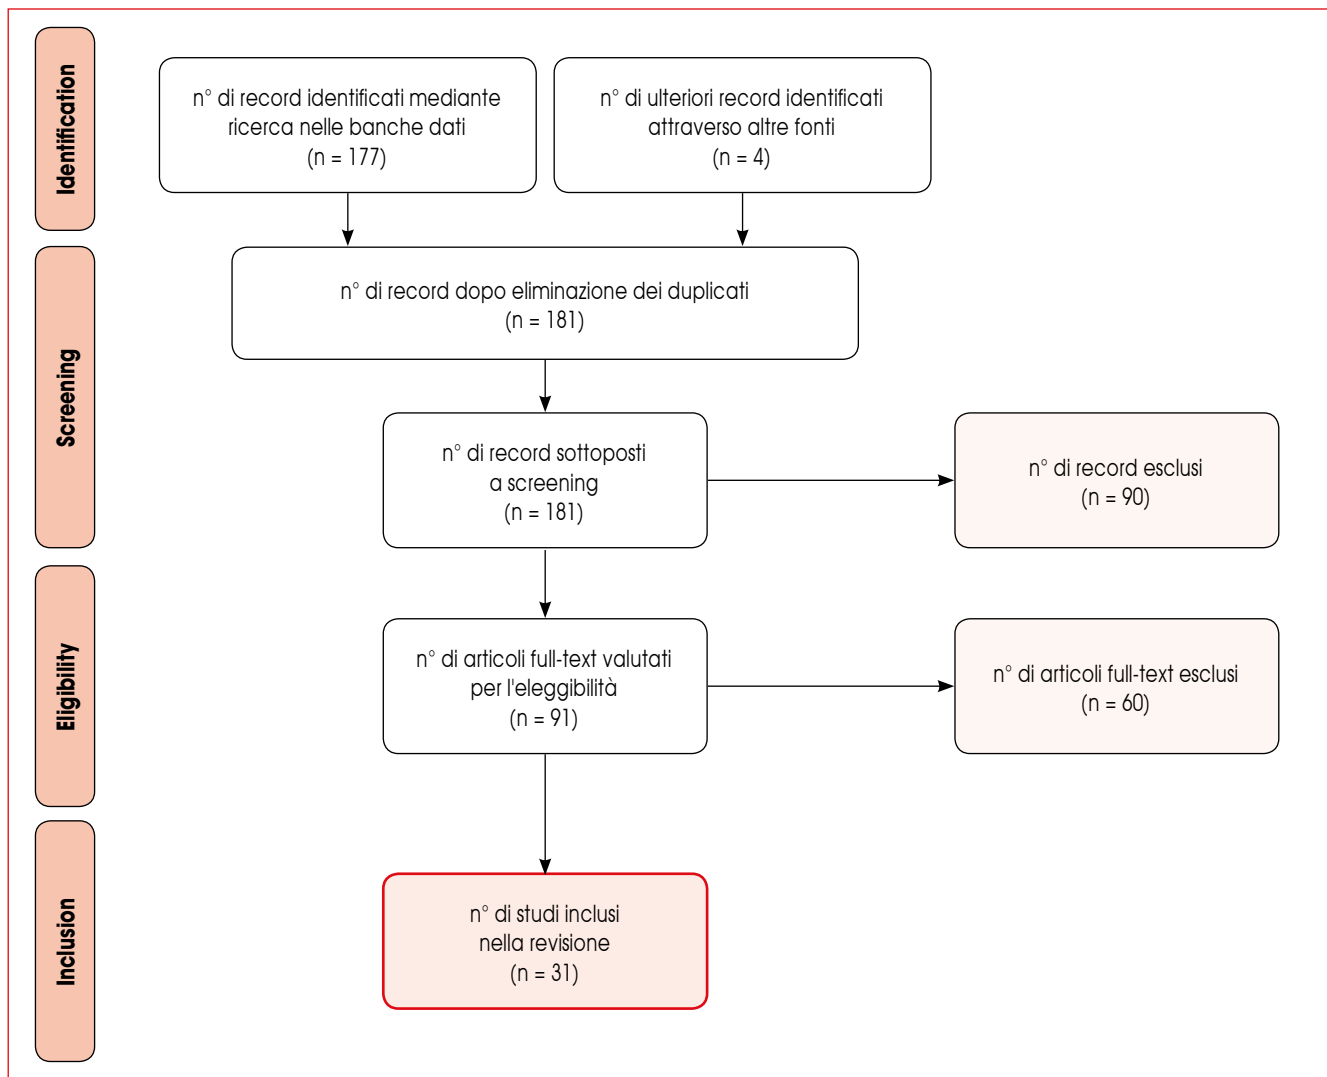 Identification
n° di record identificati mediante
ricerca nelle banche dati
(n = 177)
n° di ulteriori record identificati
attraverso altre fonti
(n = 4)
Screening
n° di record dopo eliminazione dei duplicati
(n = 181)
n° di record sottoposti
a screening
(n = 181)
n° di record esclusi
(n = 90)
Eligibility
n° di articoli full-text valutati
per l'eleggibilità
(n = 91)
n° di articoli full-text esclusi
(n = 60)
Inclusion
n° di studi inclusi
nella revisione
(n = 31)